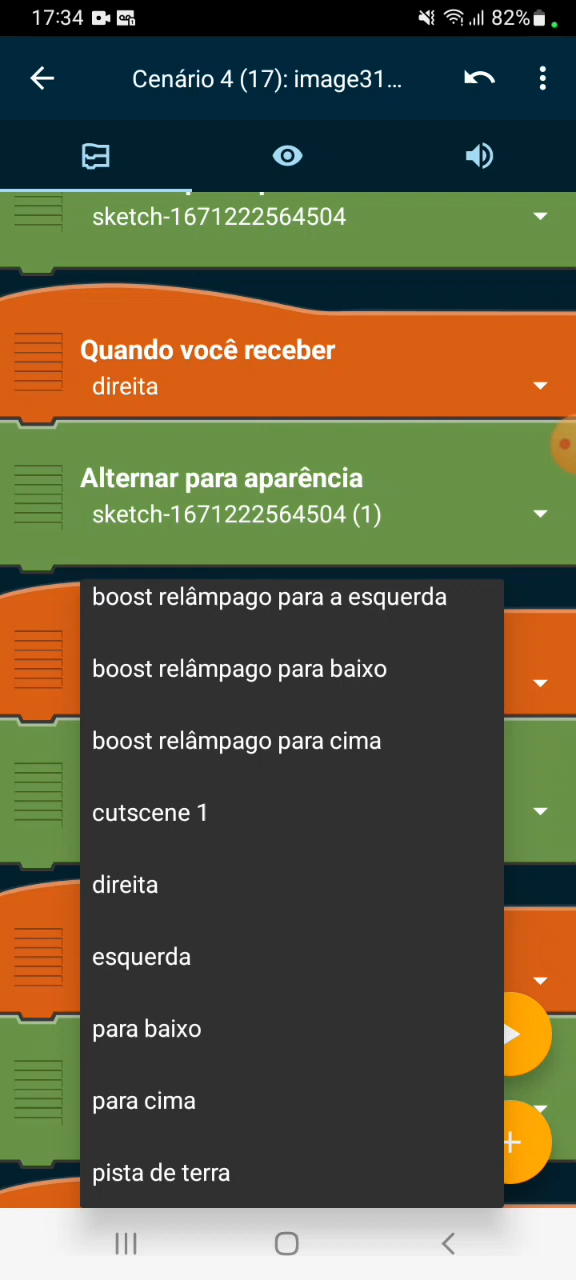 17:34
82%
Cenário 4 (17): image31...
sketch-1671222564504
Quando você receber
direita
Alternar para aparência
sketch-1671222564504 (1)
boost relâmpago para a esquerda
boost relâmpago para baixo
boost relâmpago para cima
cutscene 1
direita
esquerda
para baixo
para cima
pista de terra